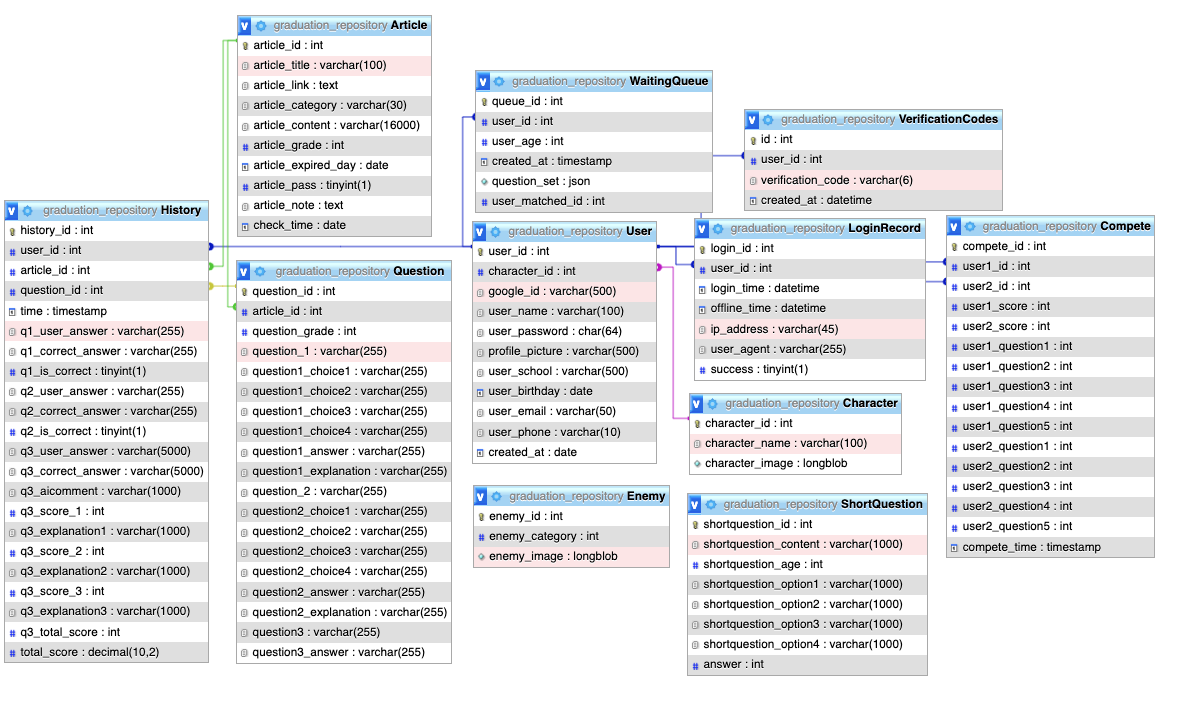 graduation_repository Article
article_id : int
article_title : varchar(100)
article_link : text
article_category : varchar(30)
article_content : varchar(16000)
article_grade : int
article_expired_day : date
article_pass : tinyint(1)
article_note : text
check_time : date
graduation_repository WaitingQueue
queue_id : int
user_id : int
user_age : int
created_at : timestamp
question_set : json
user_matched_id : int
graduation_repository VerificationCodes
id : int
user_id : int
verification_code : varchar(6)
created_at : datetime
graduation_repository History
history_id : int
user_id : int
article_id : int
question_id : int
time : timestamp
q1_user_answer : varchar(255)
q1_correct_answer : varchar(255)
q1_is_correct : tinyint(1)
q2_user_answer : varchar(255)
q2_correct_answer : varchar(255)
q2_is_correct : tinyint(1)
q3_user_answer : varchar(5000)
q3_correct_answer : varchar(5000)
q3_aicomment : varchar(1000)
q3_score_1 : int
q3_explanation1 : varchar(1000)
q3_score_2 : int
q3_explanation2 : varchar(1000)
q3_score_3 : int
q3_explanation3 : varchar(1000)
q3_total_score : int
total_score : decimal(10,2)
graduation_repository Question
question_id : int
article_id : int
question_grade : int
question_1 : varchar(255)
question1_choice1 : varchar(255)
question1_choice2 : varchar(255)
question1_choice3 : varchar(255)
question1_choice4 : varchar(255)
question1_answer : varchar(255)
question1_explanation : varchar(255)
question_2 : varchar(255)
question2_choice1 : varchar(255)
question2_choice2 : varchar(255)
question2_choice3 : varchar(255)
question2_choice4 : varchar(255)
question2_answer : varchar(255)
question2_explanation : varchar(255)
question3 : varchar(255)
question3_answer : varchar(255)
graduation_repository User
user_id : int
character_id : int
google_id : varchar(500)
user_name : varchar(100)
user_password : char(64)
profile_picture : varchar(500)
user_school : varchar(500)
user_birthday : date
user_email : varchar(50)
user_phone : varchar(10)
created_at : date
graduation_repository LoginRecord
login_id : int
user_id : int
login_time : datetime
offline_time : datetime
ip_address : varchar(45)
user_agent : varchar(255)
success : tinyint(1)
graduation_repository Compete
compete_id : int
user1_id : int
user2_id : int
user1_score : int
user2_score : int
user1_question1 : int
user1_question2 : int
user1_question3 : int
user1_question4 : int
user1_question5 : int
user2_question1 : int
user2_question2 : int
user2_question3 : int
user2_question4 : int
user2_question5 : int
compete_time : timestamp
graduation_repository Character
character_id : int
character_name : varchar(100)
character_image : longblob
graduation_repository Enemy
enemy_id : int
enemy_category : int
enemy_image : longblob
graduation_repository ShortQuestion
shortquestion_id : int
shortquestion_content : varchar(1000)
shortquestion_age : int
shortquestion_option1 : varchar(1000)
shortquestion_option2 : varchar(1000)
shortquestion_option3 : varchar(1000)
shortquestion_option4 : varchar(1000)
answer : int